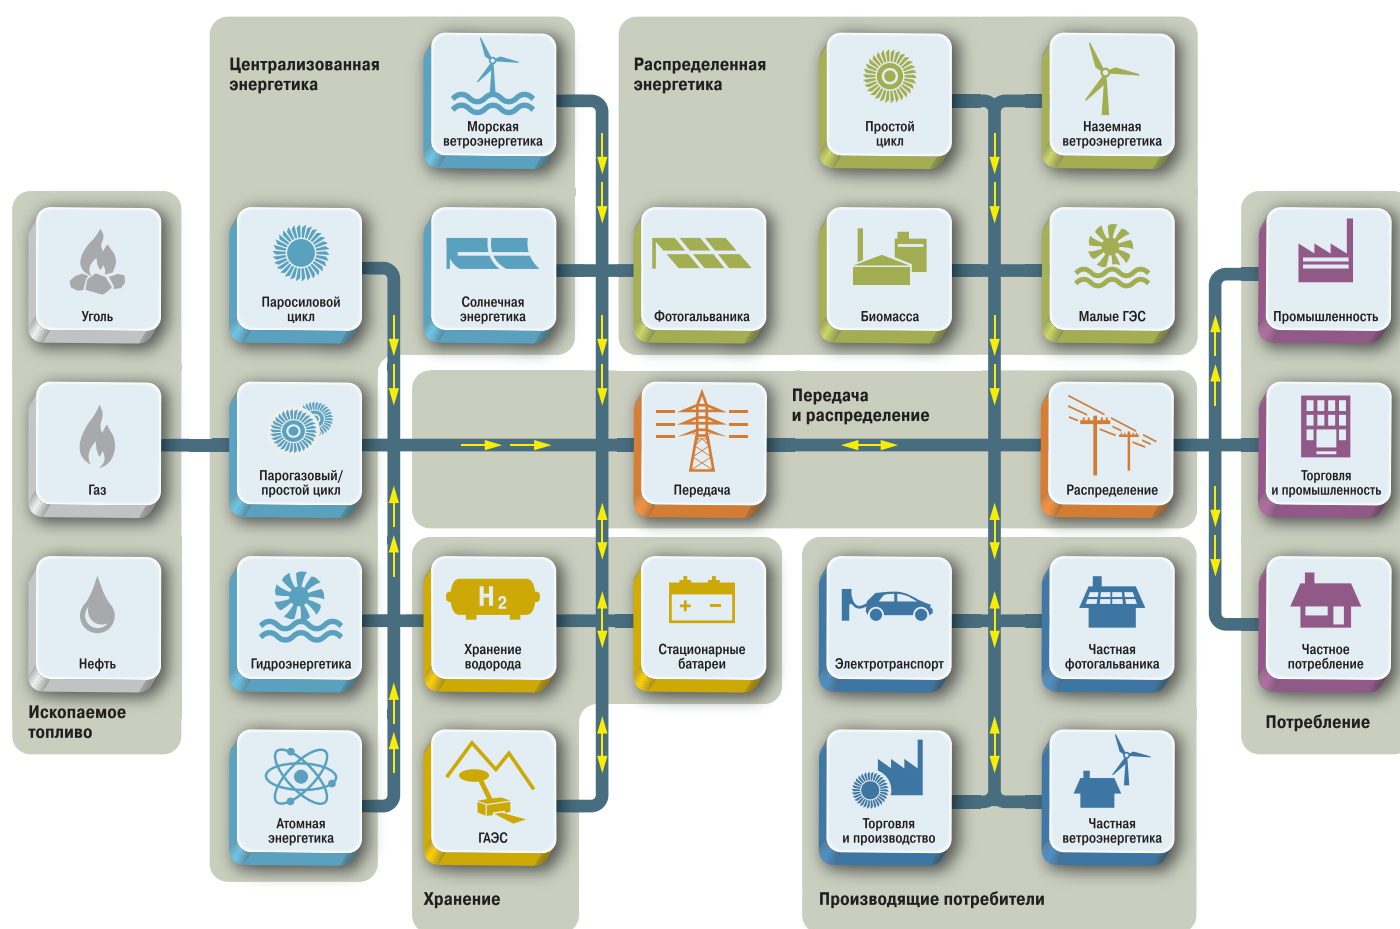 Централизованная
энергетика
Морская
ветроэнергетика
Распределенная
энергетика
Простой
цикл
Наземная
ветроэнергетика
Уголь
Паросиловой
цикл
Солнечная
энергетика
Фотогальваника
Биомасса
Малые ГЭС
Промышленность
Газ
Парогазовый/
простой цикл
Передача
Передача
и распределение
Распределение
Торговля
и промышленность
Нефть
Гидроэнергетика
H2
Хранение
водорода
Стационарные
батареи
Электротранспорт
Частная
фотогальваника
Частное
потребление
Ископаемое
топливо
Потребление
Атомная
энергетика
ГАЭС
Торговля
и производство
Частная
ветроэнергетика
Хранение
Производящие потребители